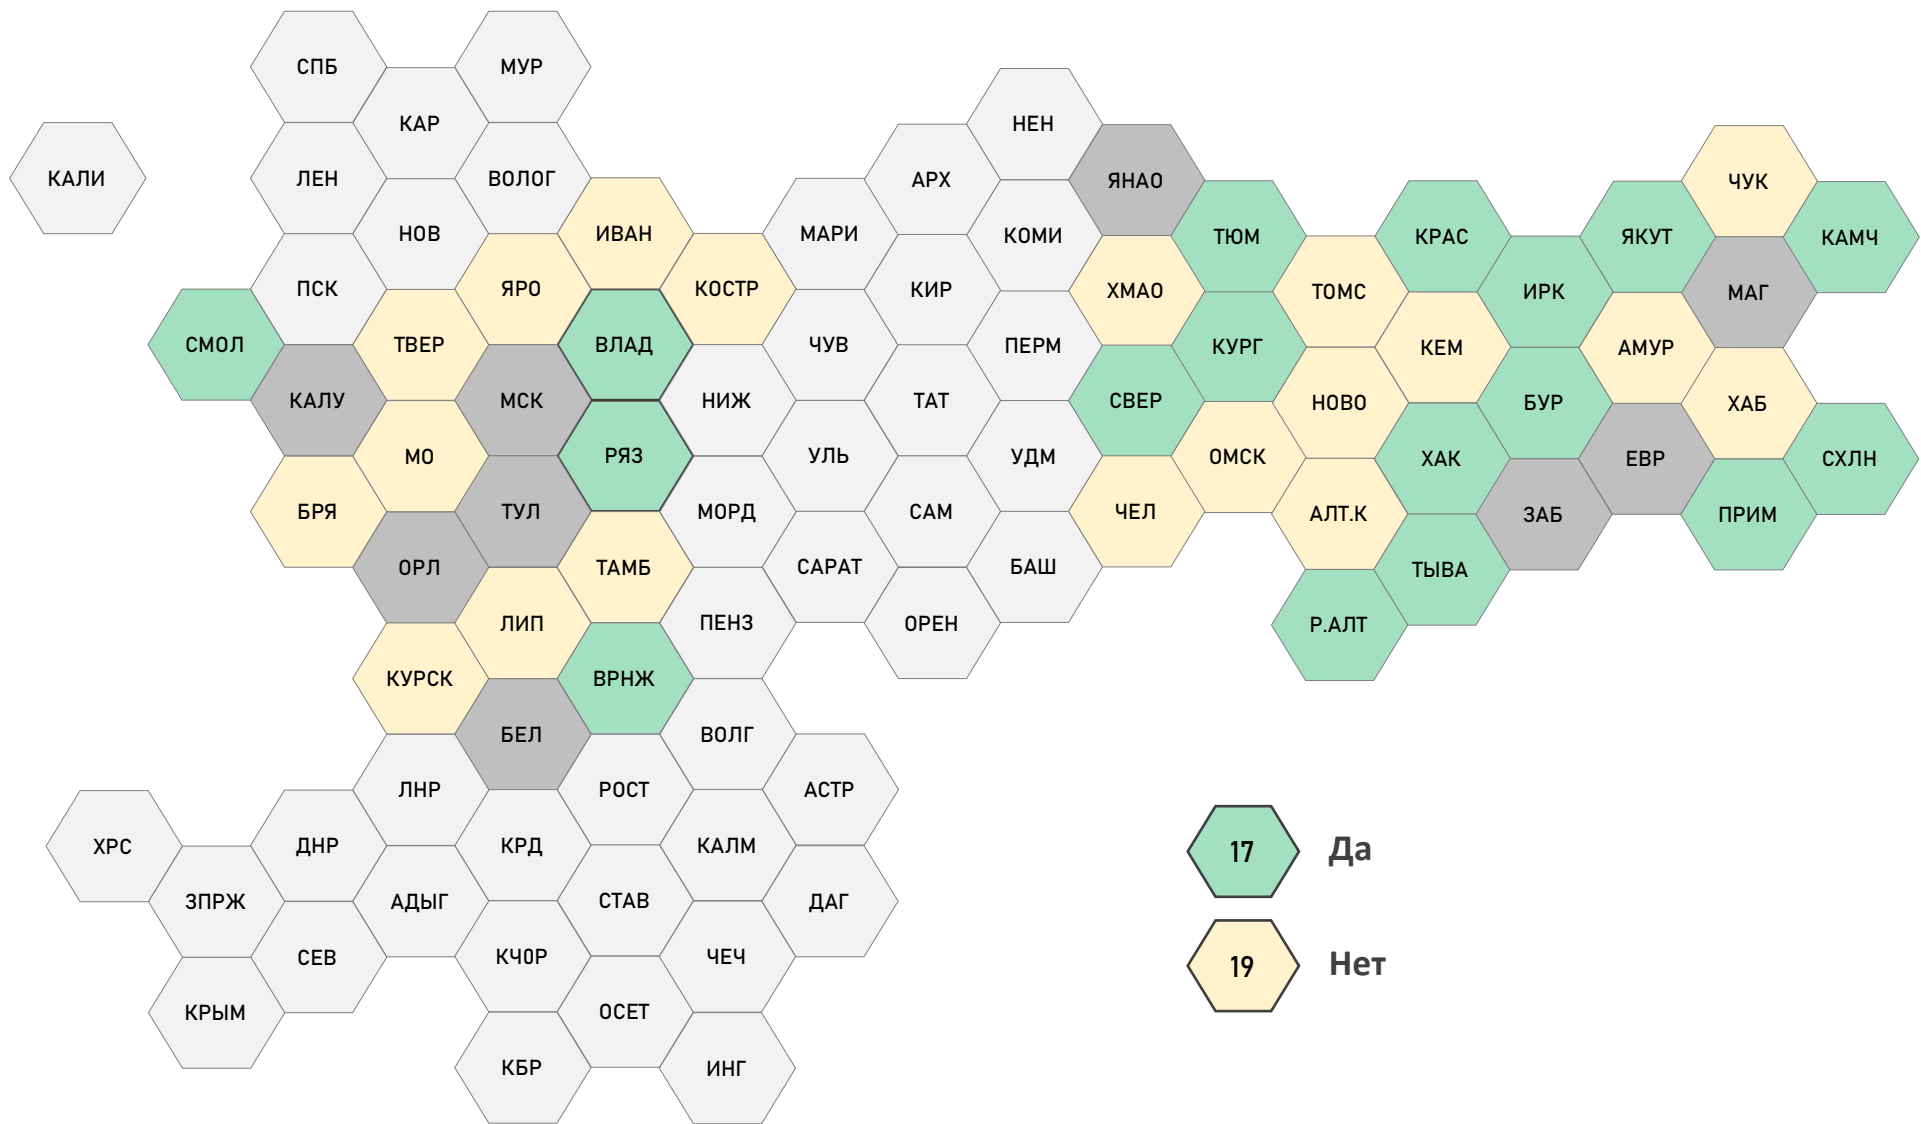 СПБ
МУР
КАР
НЕН
КАЛИ
ЛЕН
ВОЛОГ
АРХ
ЯНАО
ЧУК
НОВ
ИВАН
МАРИ
КОМИ
ТЮМ
КРАС
ЯКУТ
КАМЧ
ПСК
ЯРО
КОСТР
КИР
ХМАО
ТОМС
ИРК
МАГ
СМОЛ
ТВЕР
ВЛАД
ЧУВ
ПЕРМ
КУРГ
КЕМ
АМУР
КАЛУ
МСК
НИЖ
ТАТ
СВЕР
НОВО
БУР
ХАБ
МО
РЯЗ
УЛЬ
УДМ
ОМСК
ХАК
ЕВР
СХЛН
БРЯ
ТУЛ
МОРД
САМ
ЧЕЛ
АЛТ.К
ЗАБ
ПРИМ
ОРЛ
ТАМБ
САРАТ
БАШ
ТЫВА
ЛИП
ПЕНЗ
ОРЕН
Р.АЛТ
КУРСК
ВРНЖ
БЕЛ
ВОЛГ
ЛНР
РОСТ
АСТР
ХРС
ДНР
КРД
КАЛМ
17 Да
ЗПРЖ
АДЫГ
СТАВ
ДАГ
СЕВ
КЧОР
ЧЕЧ
19 Нет
КРЫМ
ОСЕТ
КБР
ИНГ